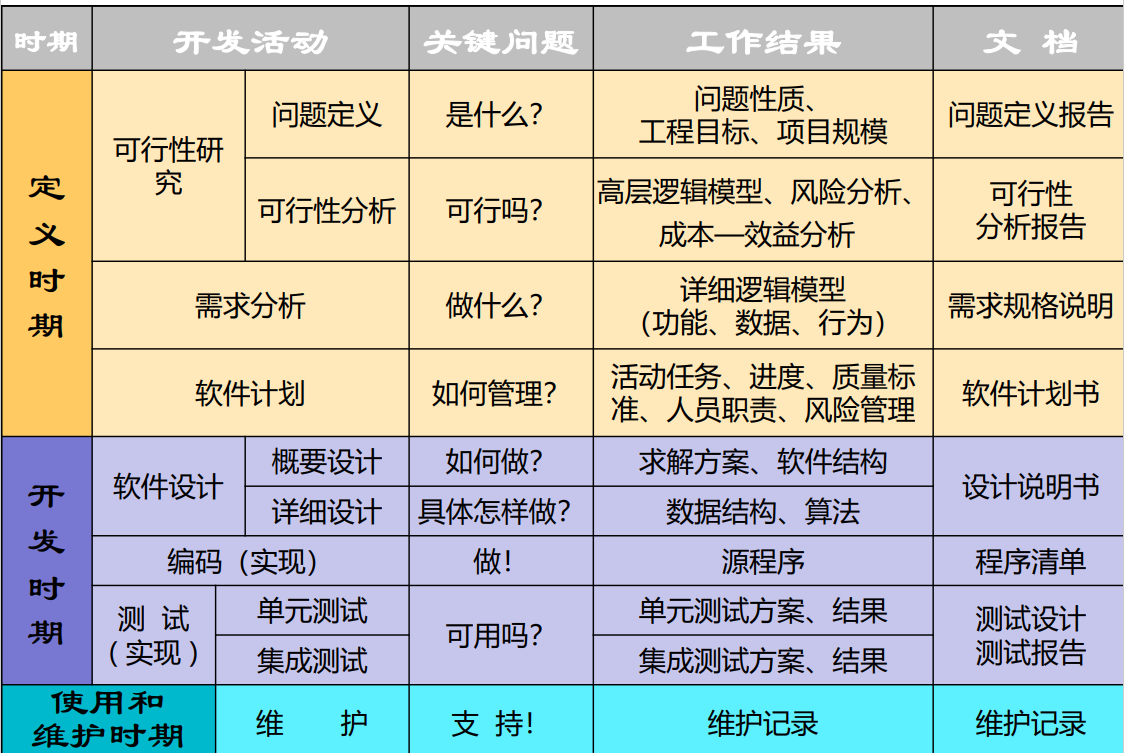 时期 开发活动 关键问题 工作结果 文 档
定义时期
可行性研
究
问题定义
是什么?
问题性质、
工程目标、项目规模
问题定义报告
可行性分析
可行吗?
高层逻辑模型、风险分析、
成本—效益分析
可行性
分析报告
需求分析
做什么?
详细逻辑模型
（功能、数据、行为）
需求规格说明
软件计划
如何管理?
活动任务、进度、质量标
准、人员职责、风险管理
软件计划书
开发时期
软件设计
概要设计
如何做?
求解方案、软件结构
设计说明书
详细设计
具体怎样做?
数据结构、算法
编码（实现）
做!
源程序
程序清单
测 试
(实现)
单元测试
可用吗?
单元测试方案、结果
测试设计
测试报告
集成测试
集成测试方案、结果
使用和
维护时期
维 护
支 持!
维护记录
维护记录